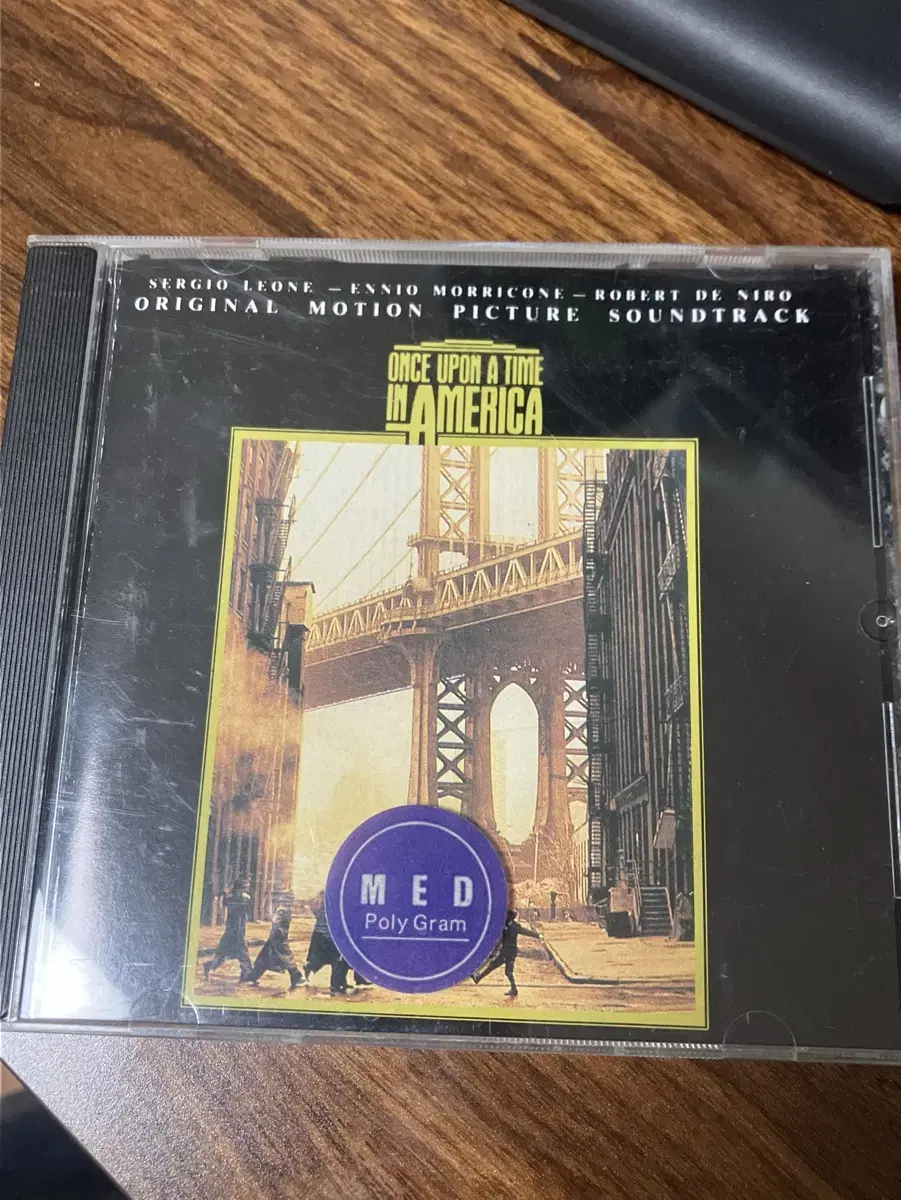 SERGIO LEONE – ENNIO MORRICONE – ROBERT DE NIRO
ORIGINAL MOTION PICTURE SOUNDTRACK
ONCE UPON A TIME
IN AMERICA
MED
PolyGram